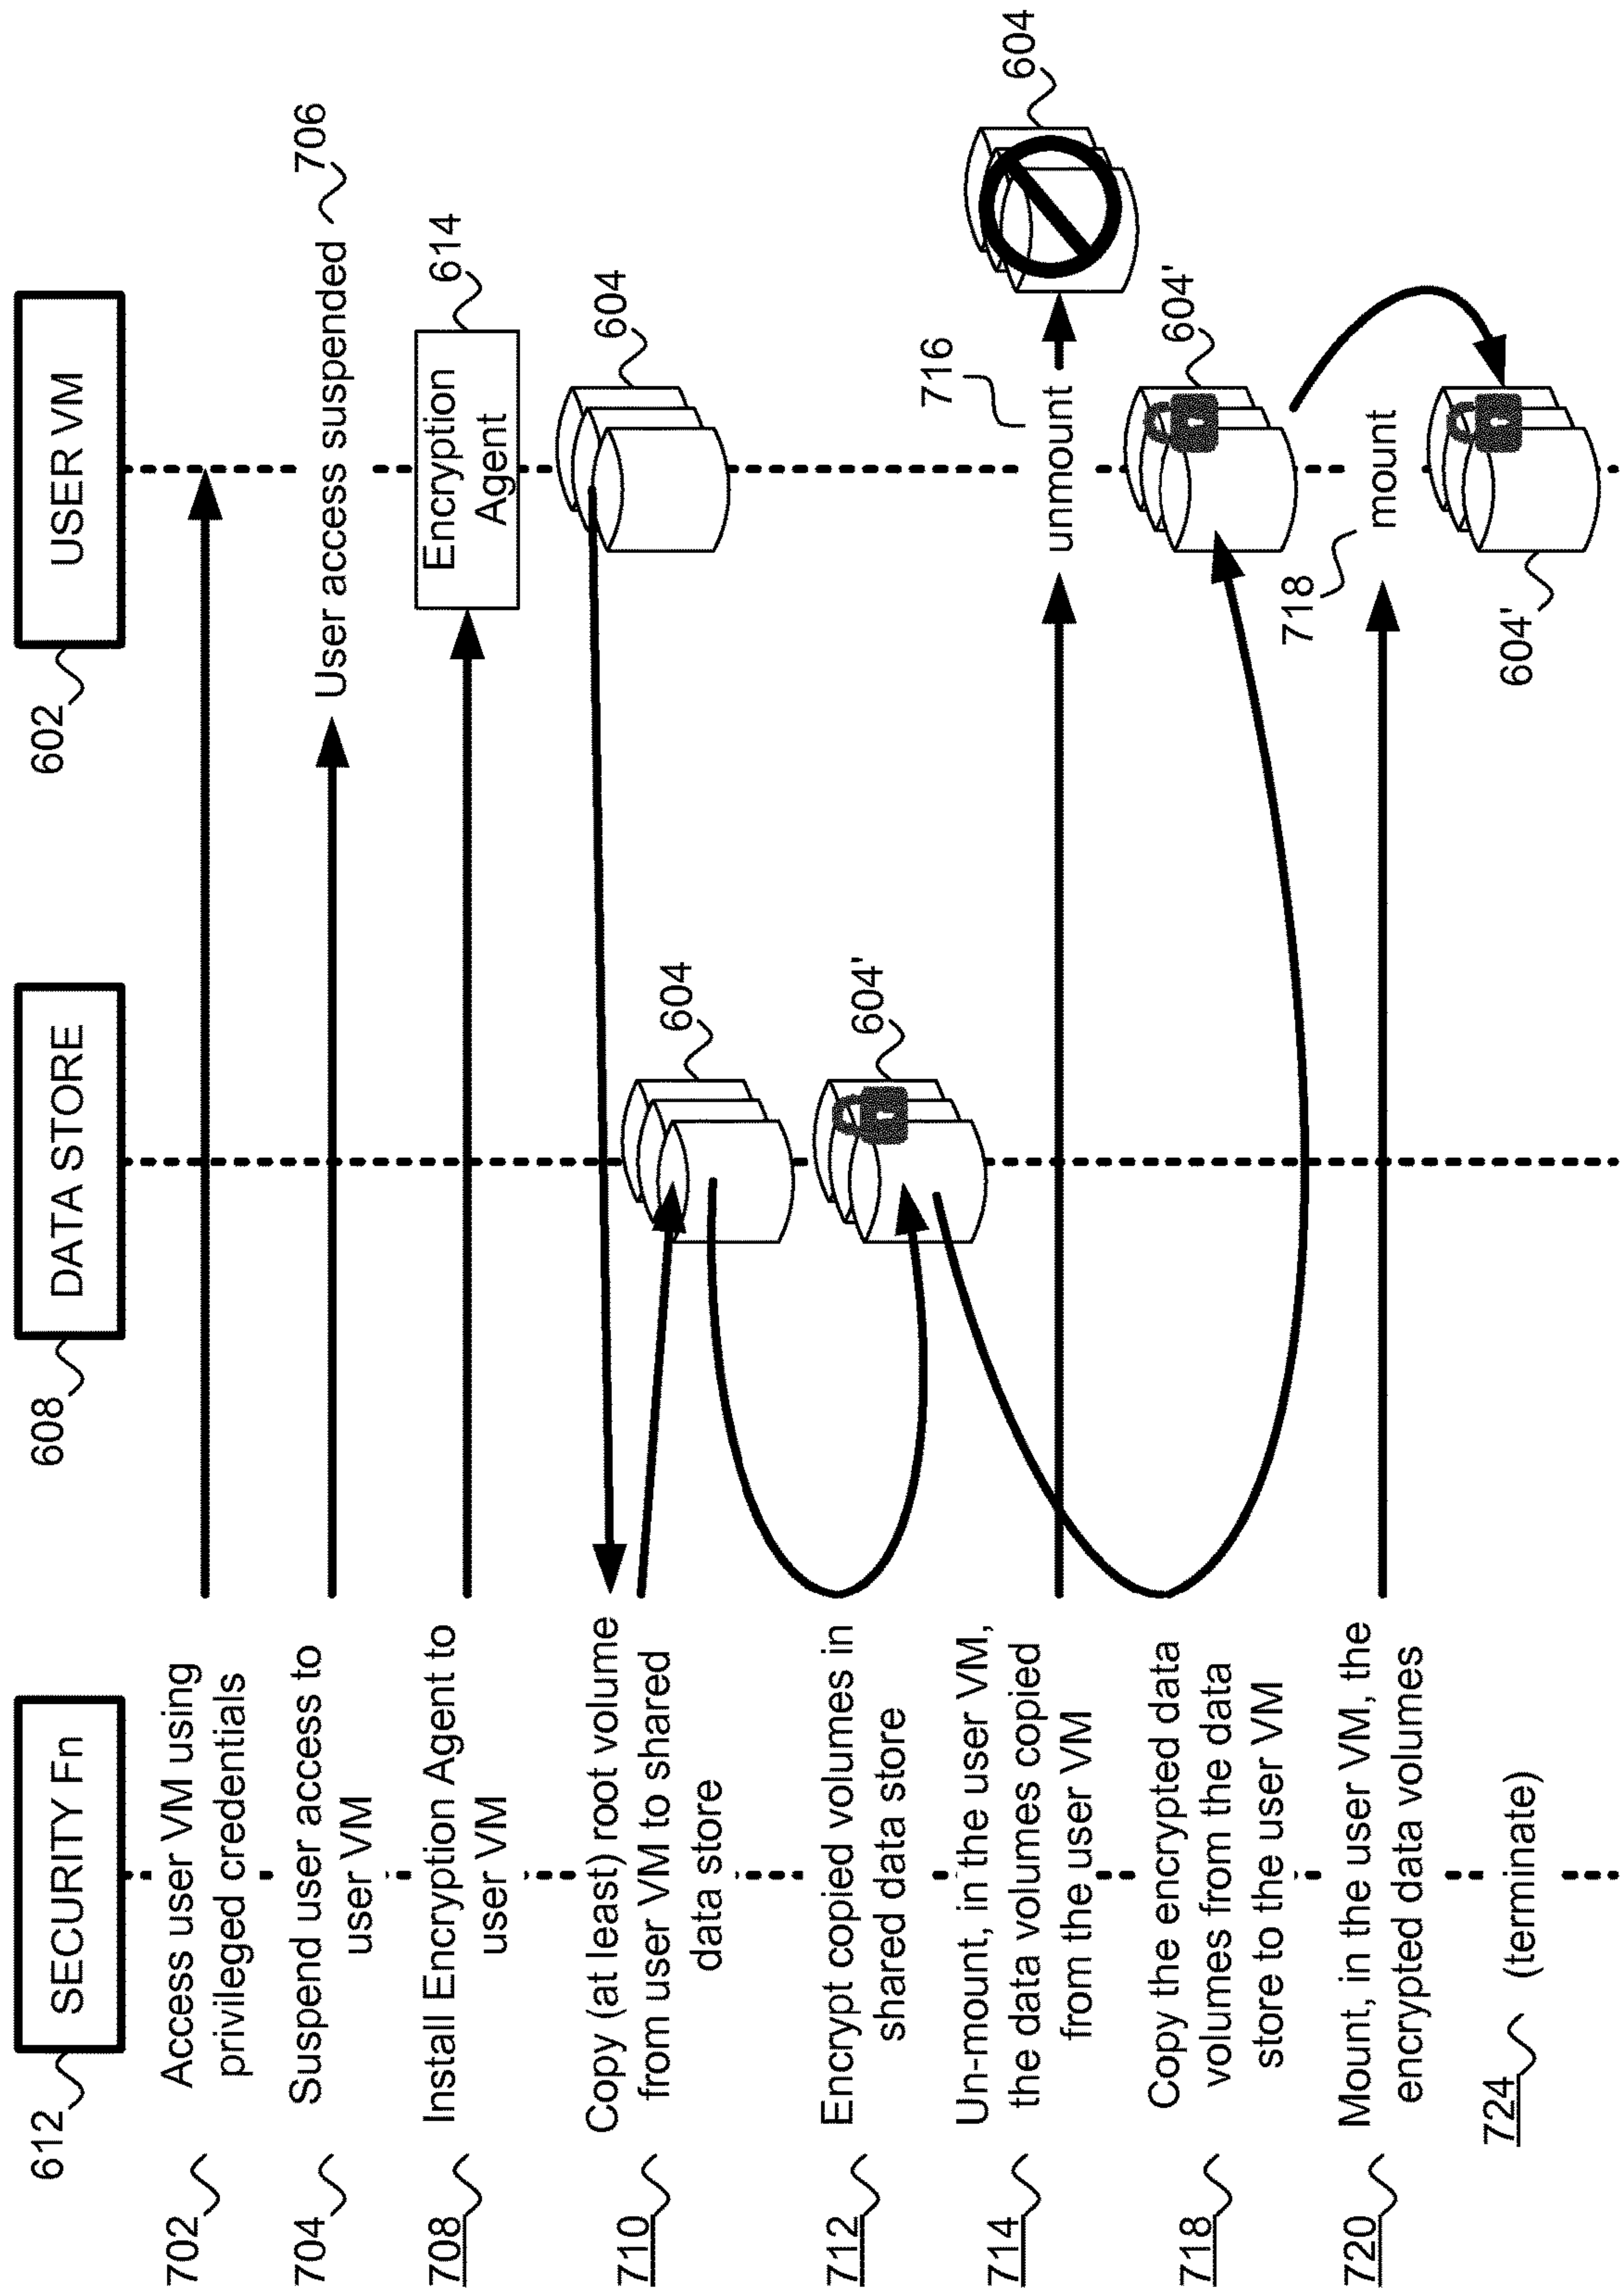 612
SECURITY Fn
608
DATA STORE
602
USER VM
702
Access user VM using
privileged credentials
704
Suspend user access to
user VM
User access suspended
706
708
Install Encryption Agent to
user VM
Encryption
Agent
614
604
710
Copy (at least) root volume
from user VM to shared
data store
604
712
Encrypt copied volumes in
shared data store
604'
714
Un-mount, in the user VM,
the data volumes copied
from the user VM
unmount
716
604
718
Copy the encrypted data
volumes from the data
store to the user VM
604'
720
Mount, in the user VM, the
encrypted data volumes
718
mount
604'
724
(terminate)